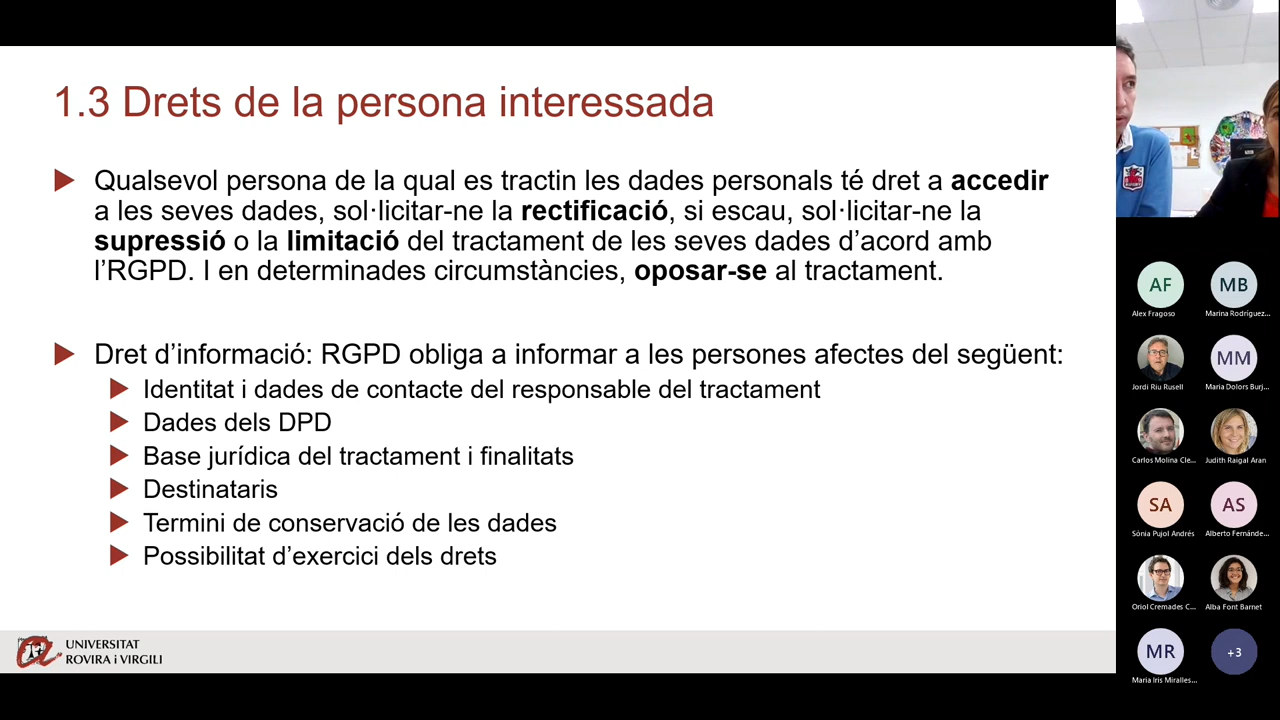 1.3 Drets de la persona interessada
Qualsevol persona de la qual es tractin les dades personals té dret a accedir
a les seves dades, sol·licitar-ne la rectificació, si escau, sol·licitar-ne la
supressió o la limitació del tractament de les seves dades d’acord amb
l’RGPD. I en determinades circumstàncies, oposar-se al tractament.
Dret d’informació: RGPD obliga a informar a les persones afectes del següent:
Identitat i dades de contacte del responsable del tractament
Dades dels DPD
Base jurídica del tractament i finalitats
Destinataris
Termini de conservació de les dades
Possibilitat d’exercici dels drets
UNIVERSITAT
ROVIRA i VIRGILI
AF
MB
Alex Fragoso
Marina Rodríguez...
MM
Jordi Riu Rusell
Maria Dolors Burj...
Carlos Molina Cle...
Judith Raigal Aran
SA
AS
Sònia Pujol Andrés
Alberto Fernánde...
Oriol Cremades C...
Alba Font Barnet
MR
+3
Maria Iris Miralles...